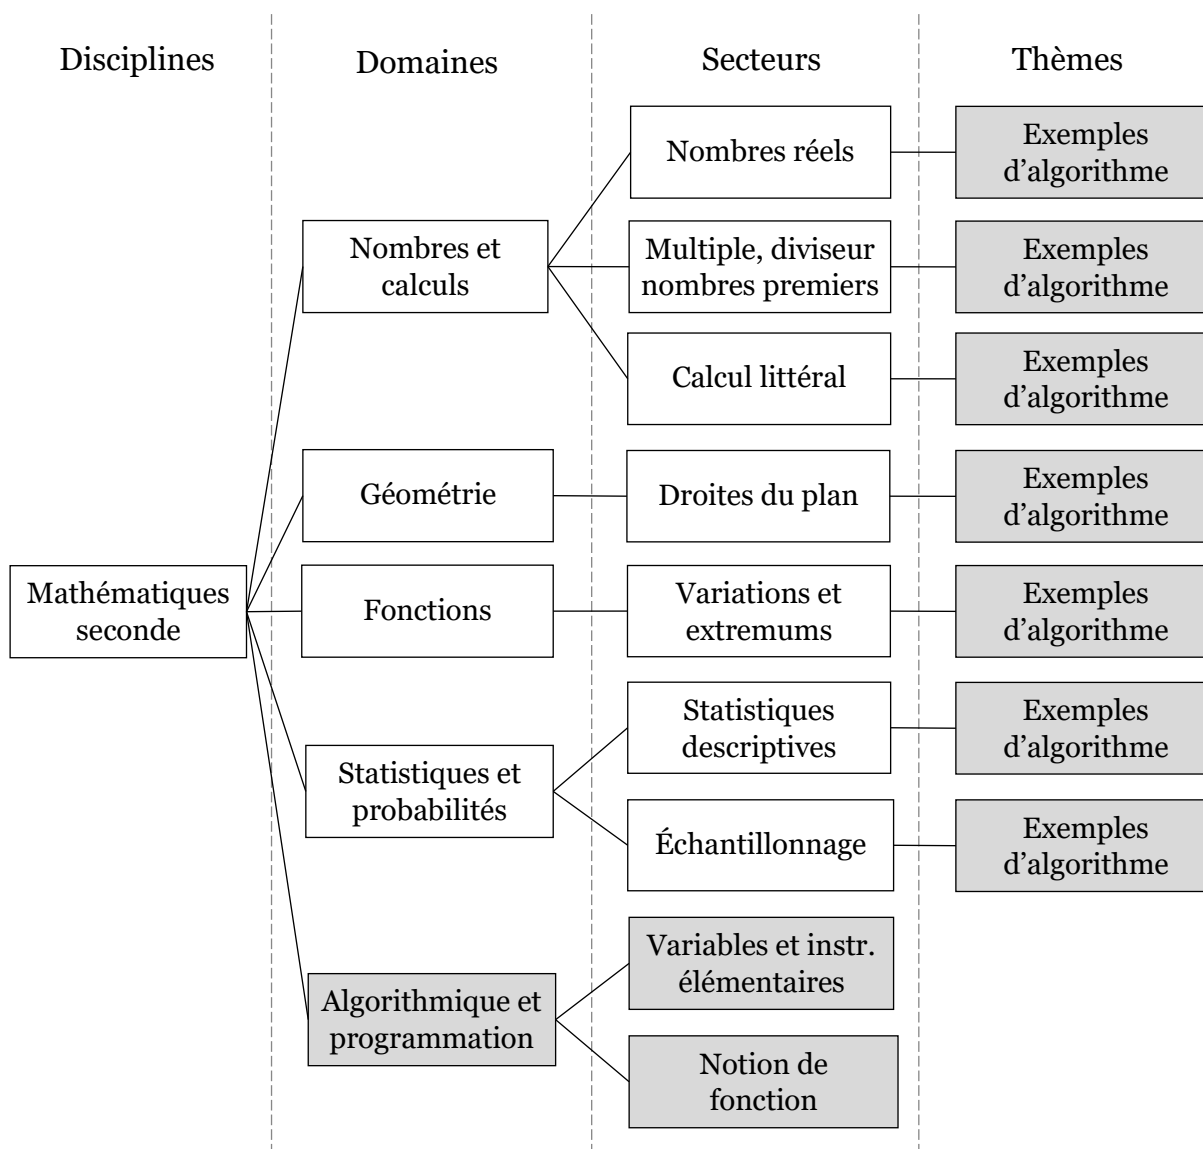 Disciplines
Domaines
Secteurs
Thèmes
Nombres réels
Exemples
d’algorithme
Nombres et
calculs
Multiple, diviseur
nombres premiers
Exemples
d’algorithme
Calcul littéral
Exemples
d’algorithme
Géométrie
Droites du plan
Exemples
d’algorithme
Mathématiques
seconde
Fonctions
Variations et
extremums
Exemples
d’algorithme
Statistiques et
probabilités
Statistiques
descriptives
Exemples
d’algorithme
Échantillonnage
Exemples
d’algorithme
Algorithmique et
programmation
Variables et instr.
élémentaires
Notion de
fonction